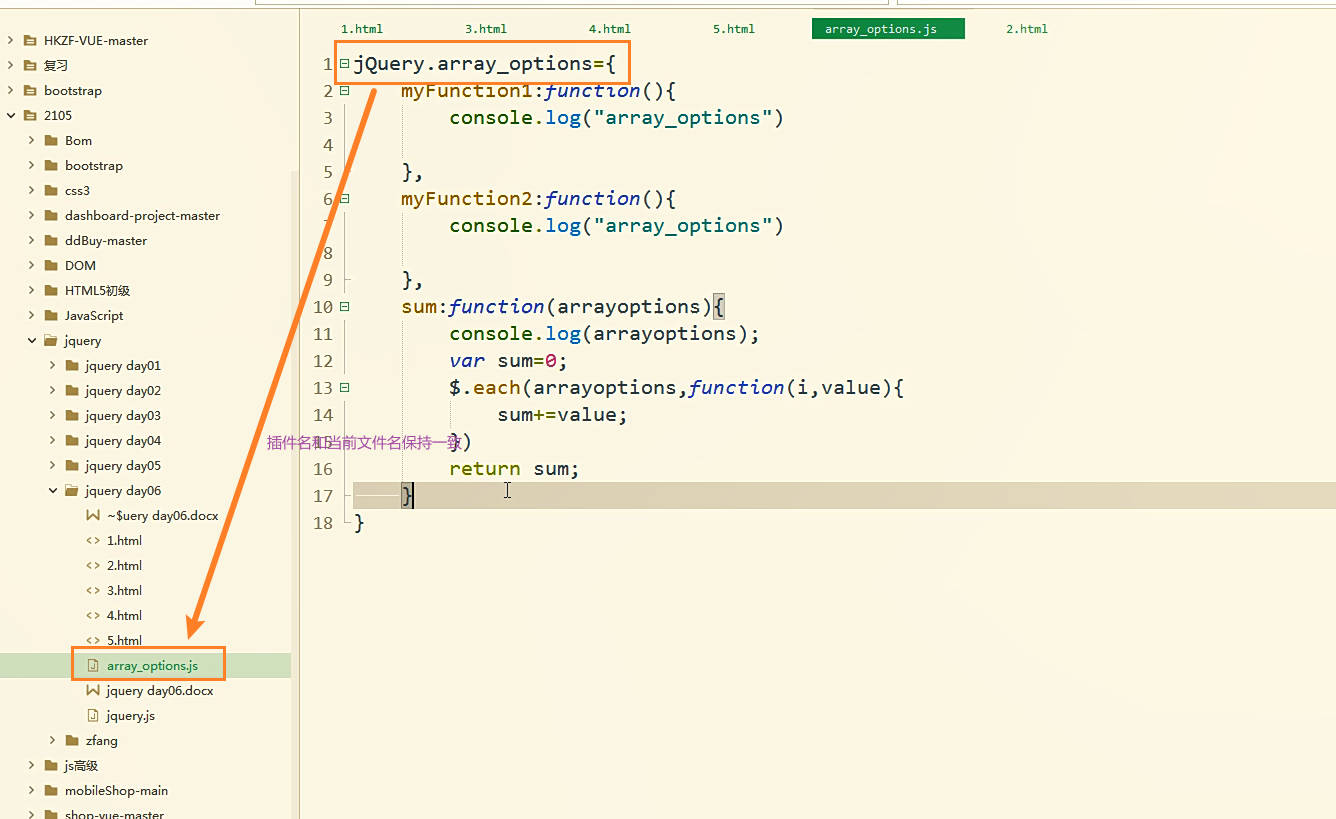 HKZF-VUE-master
复习
bootstrap
2105
Bom
bootstrap
css3
dashboard-project-master
ddBuy-master
DOM
HTML5初级
JavaScript
jquery
jquery day01
jquery day02
jquery day03
jquery day04
jquery day05
jquery day06
~$uery day06.docx
1.html
2.html
3.html
4.html
5.html
array_options.js
jquery day06.docx
jquery.js
zfang
js高级
mobileShop-main
shop-vue-master
1.html 3.html 4.html 5.html array_options.js 2.html
1 jQuery.array_options={
2 myFunction1:function(){
3 console.log("array_options")
4
5 },
6 myFunction2:function(){
console.log("array_options")
8
9 },
10 sum:function(arrayoptions){
11 console.log(arrayoptions);
12 var sum=0;
13 $.each(arrayoptions,function(i,value){
14 sum+=value;
15 })
插件名和当前文件名保持一致
16 return sum;
17 }
18 }